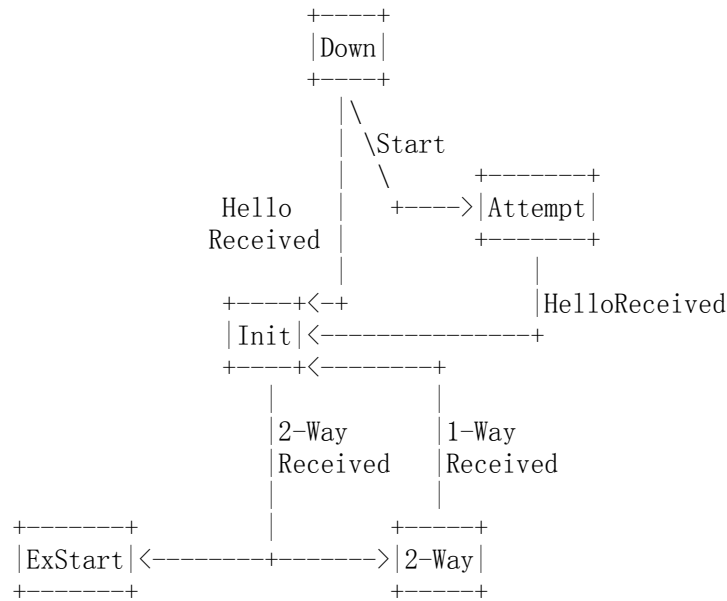 Down
Start
Attempt
Hello
Received
HelloReceived
Init
2-Way
Received
1-Way
Received
ExStart
2-Way